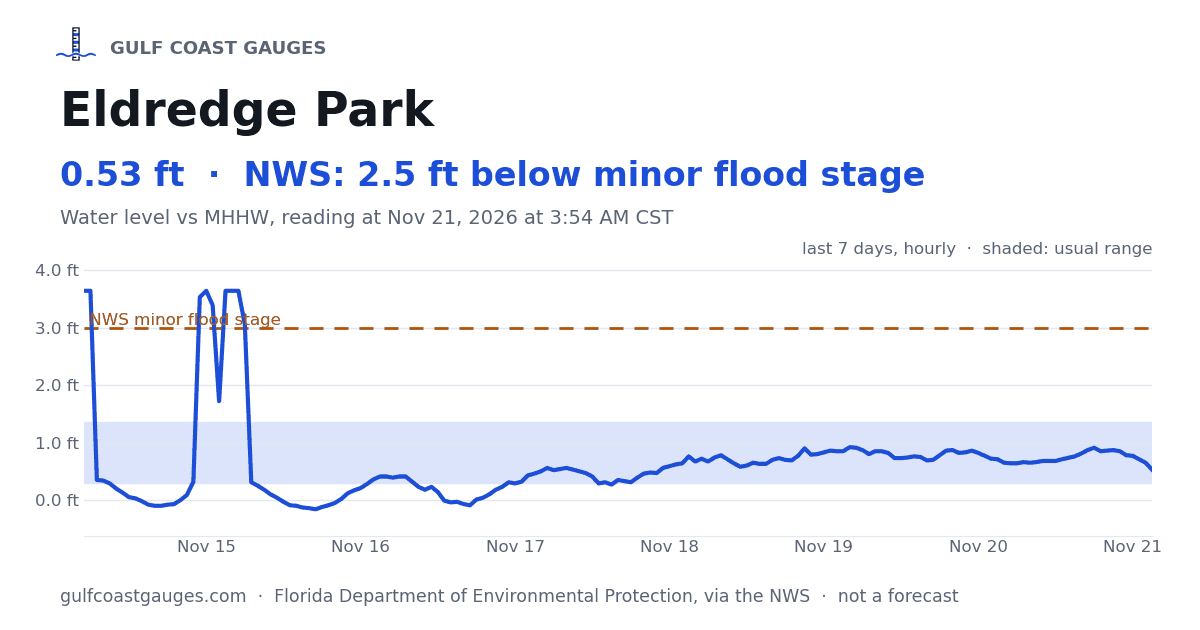 GULF COAST GAUGES
Eldredge Park
0.53 ft · NWS: 2.5 ft below minor flood stage
Water level vs MHHW, reading at Nov 21, 2026 at 3:54 AM CST
last 7 days, hourly · shaded: usual range
4.0 ft
NWS minor flood stage
3.0 ft
2.0 ft
1.0 ft
0.0 ft
Nov 15 Nov 16 Nov 17 Nov 18 Nov 19 Nov 20 Nov 21
gulfcoastgauges.com · Florida Department of Environmental Protection, via the NWS · not a forecast